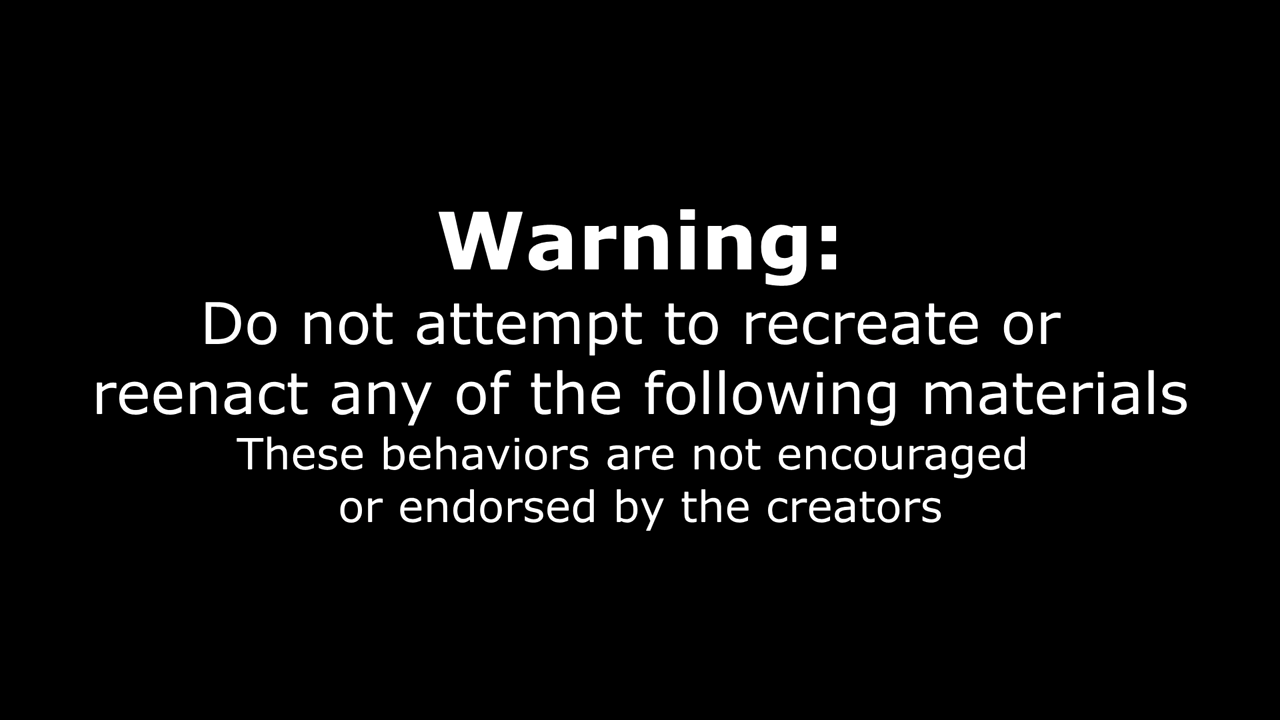 Warning:
Do not attempt to recreate or
reenact any of the following materials
These behaviors are not encouraged
or endorsed by the creators